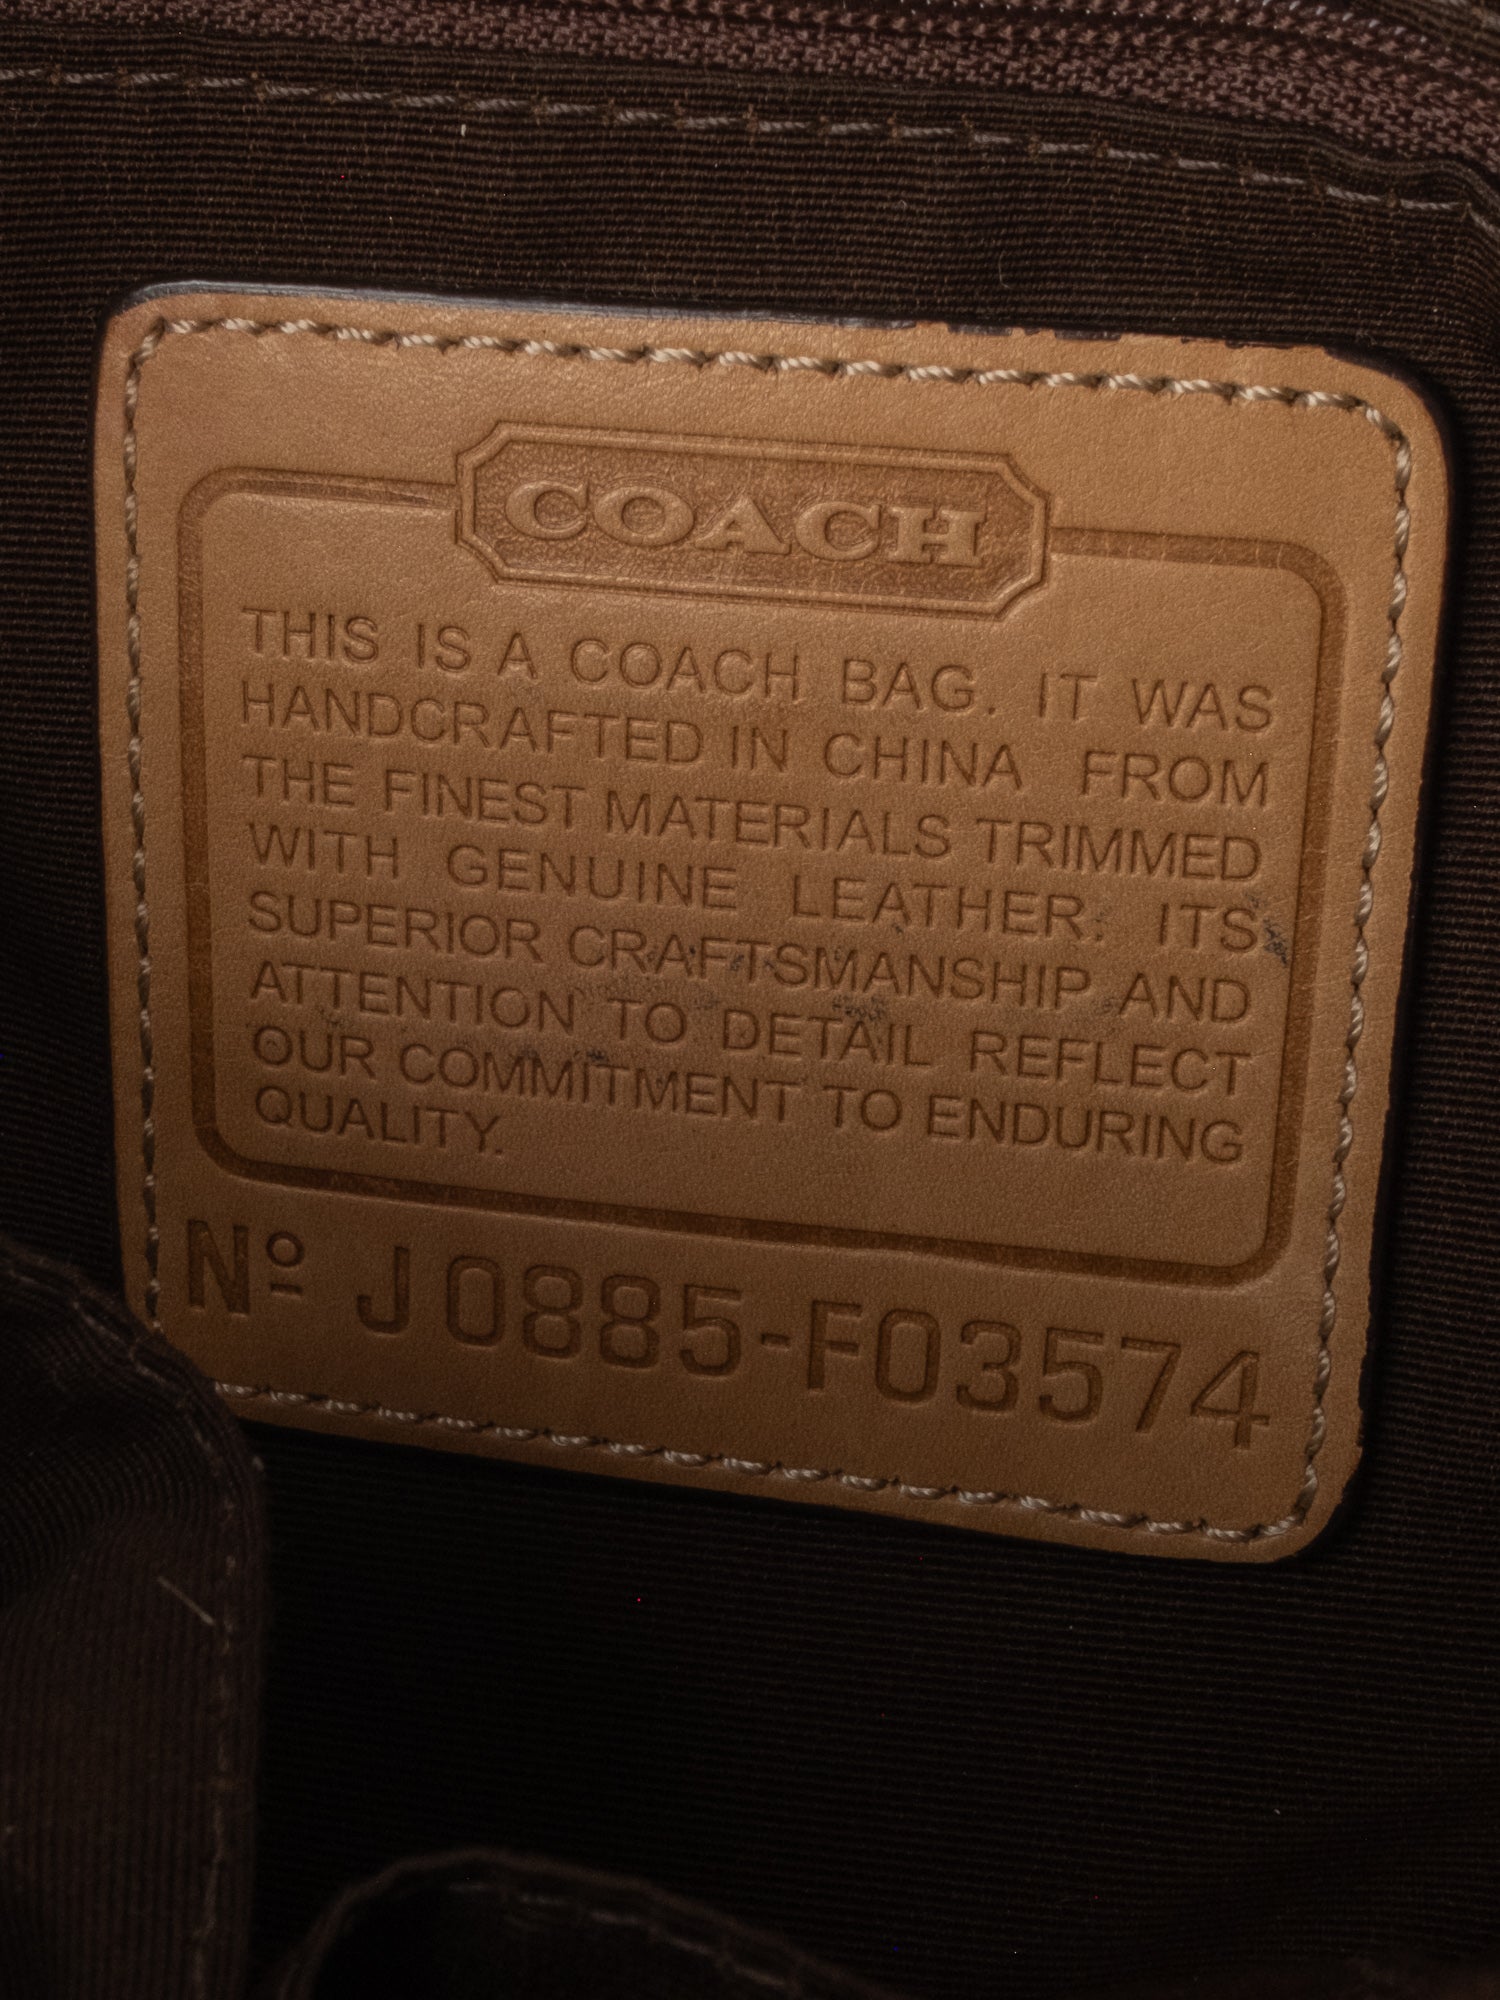 COACH
THIS IS A COACH BAG. IT WAS
HANDCRAFTED IN CHINA FROM
THE FINEST MATERIALS TRIMMED
WITH GENUINE LEATHER. ITS
SUPERIOR CRAFTSMANSHIP AND
ATTENTION TO DETAIL REFLECT
OUR COMMITMENT TO ENDURING
QUALITY.
Nº J0885-F03574